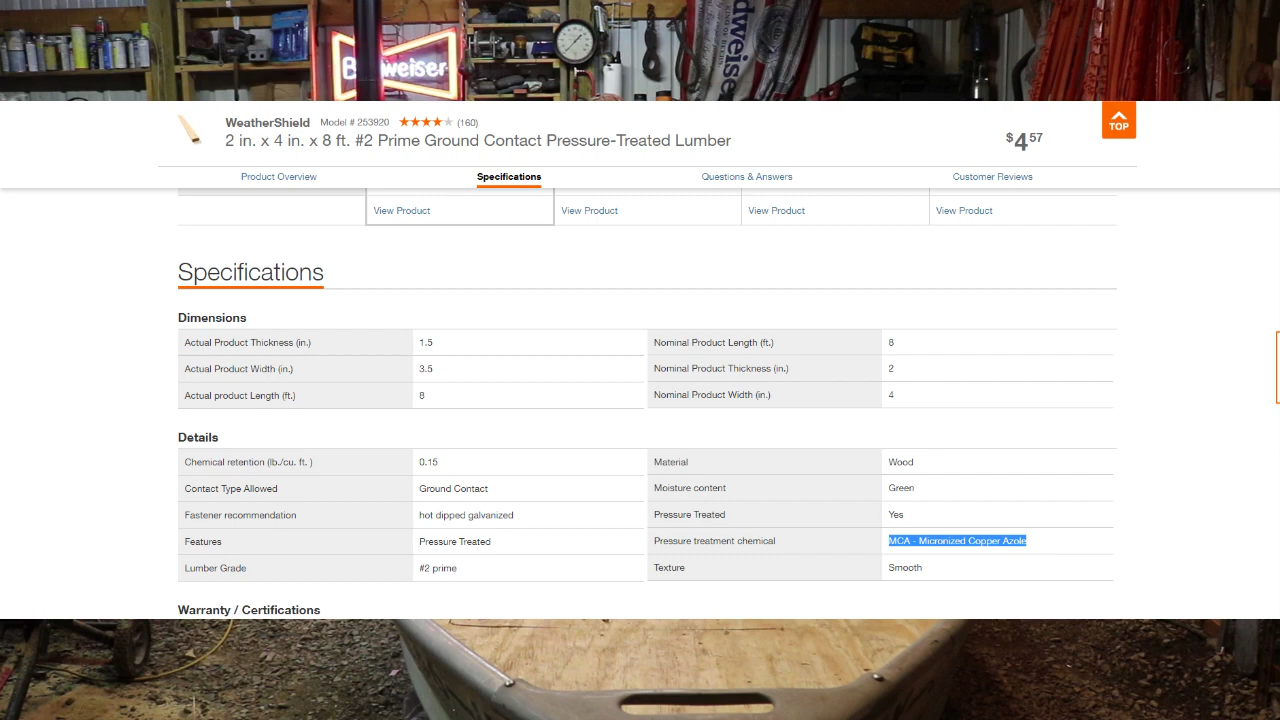 Budweiser
dweiser
WeatherShield Model # 253920 (160)
2 in. x 4 in. x 8 ft. #2 Prime Ground Contact Pressure-Treated Lumber
$4 57
TOP
Product Overview Specifications Questions & Answers Customer Reviews
View Product View Product View Product View Product
Specifications
Dimensions
Actual Product Thickness (in.) 1.5 Nominal Product Length (ft.) 8
Actual Product Width (in.) 3.5 Nominal Product Thickness (in.) 2
Actual product Length (ft.) 8 Nominal Product Width (in.) 4
Details
Chemical retention (lb./cu. ft. ) 0.15 Material Wood
Contact Type Allowed Ground Contact Moisture content Green
Fastener recommendation hot dipped galvanized Pressure Treated Yes
Features Pressure Treated Pressure treatment chemical MCA - Micronized Copper Azole
Lumber Grade #2 prime Texture Smooth
Warranty / Certifications